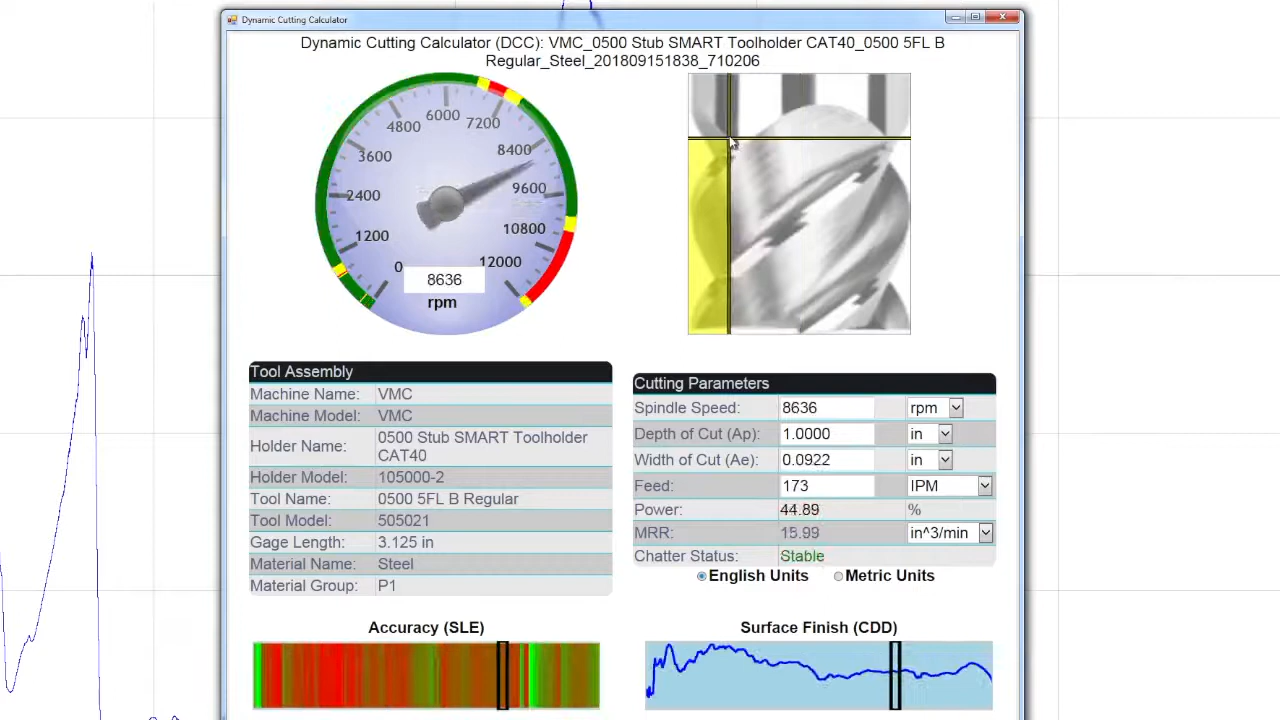 Dynamic Cutting Calculator
Dynamic Cutting Calculator (DCC): VMC_0500 Stub SMART Toolholder CAT40_0500 5FL B
Regular_Steel_201809151838_710206
0
1200
2400
3600
4800
6000
7200
8400
9600
10800
12000
8636
rpm
Tool Assembly
Machine Name: VMC
Machine Model: VMC
Holder Name: 0500 Stub SMART Toolholder
CAT40
Holder Model: 105000-2
Tool Name: 0500 5FL B Regular
Tool Model: 505021
Gage Length: 3.125 in
Material Name: Steel
Material Group: P1
Cutting Parameters
Spindle Speed: 8636 rpm
Depth of Cut (Ap): 1.0000 in
Width of Cut (Ae): 0.0922 in
Feed: 173 IPM
Power: 44.89 %
MRR: 15.99 in^3/min
Chatter Status: Stable
English Units Metric Units
Accuracy (SLE)
Surface Finish (CDD)